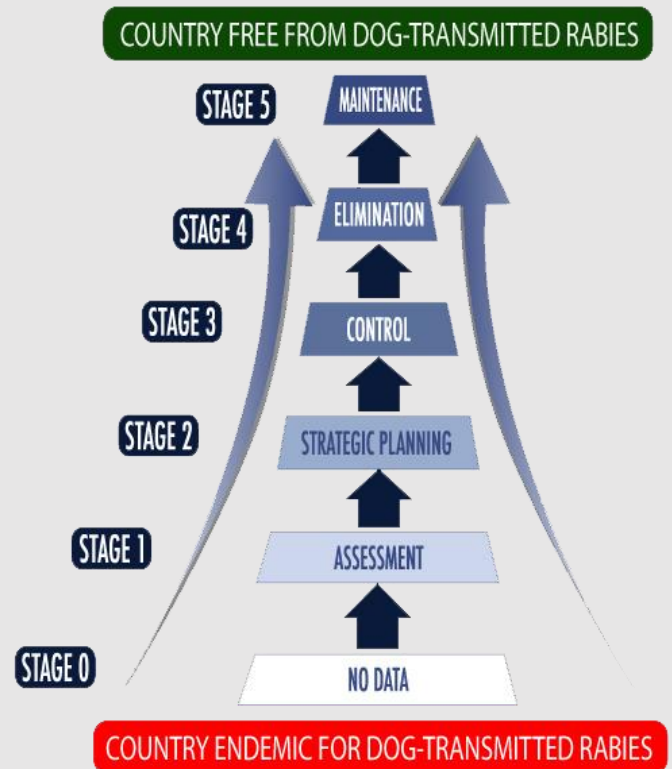 COUNTRY FREE FROM DOG-TRANSMITTED RABIES
STAGE 5
MAINTENANCE
STAGE 4
ELIMINATION
STAGE 3
CONTROL
STAGE 2
STRATEGIC PLANNING
STAGE 1
ASSESSMENT
STAGE 0
NO DATA
COUNTRY ENDEMIC FOR DOG-TRANSMITTED RABIES